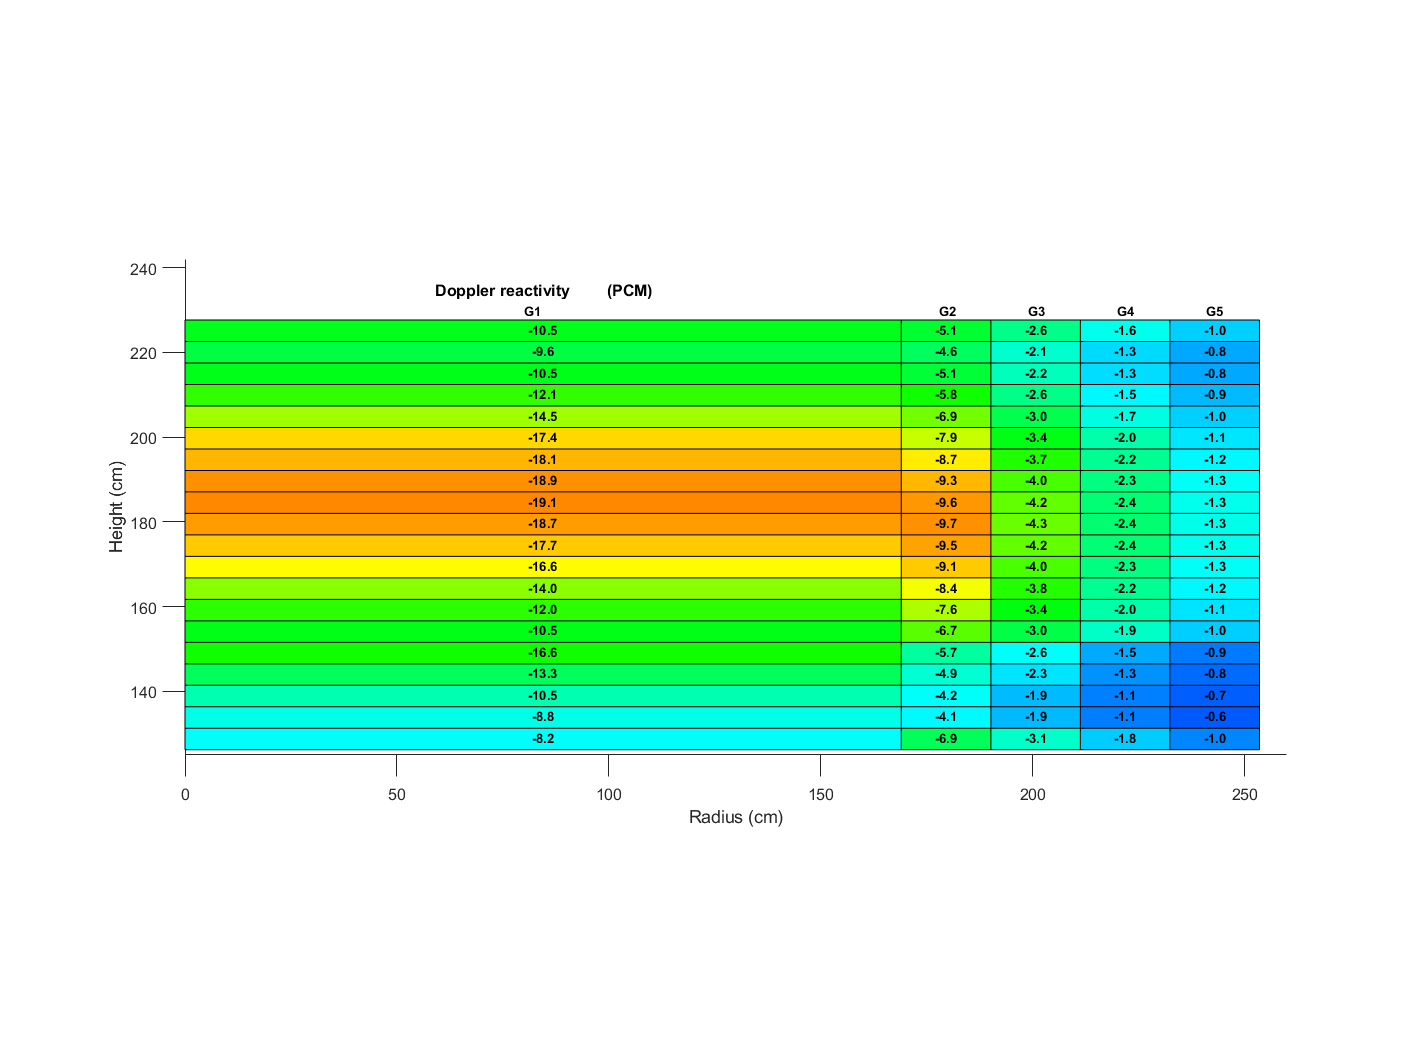 240
Doppler reactivity (PCM)
G1 G2 G3 G4 G5
-10.5 -5.1 -2.6 -1.6 -1.0
220 -9.6 -4.6 -2.1 -1.3 -0.8
-10.5 -5.1 -2.2 -1.3 -0.8
-12.1 -5.8 -2.6 -1.5 -0.9
-14.5 -6.9 -3.0 -1.7 -1.0
200 -17.4 -7.9 -3.4 -2.0 -1.1
-18.1 -8.7 -3.7 -2.2 -1.2
-18.9 -9.3 -4.0 -2.3 -1.3
-19.1 -9.6 -4.2 -2.4 -1.3
180 -18.7 -9.7 -4.3 -2.4 -1.3
-17.7 -9.5 -4.2 -2.4 -1.3
-16.6 -9.1 -4.0 -2.3 -1.3
-14.0 -8.4 -3.8 -2.2 -1.2
160 -12.0 -7.6 -3.4 -2.0 -1.1
-10.5 -6.7 -3.0 -1.9 -1.0
-16.6 -5.7 -2.6 -1.5 -0.9
-13.3 -4.9 -2.3 -1.3 -0.8
140 -10.5 -4.2 -1.9 -1.1 -0.7
-8.8 -4.1 -1.9 -1.1 -0.6
-8.2 -6.9 -3.1 -1.8 -1.0
Height (cm)
0 50 100 150 200 250
Radius (cm)